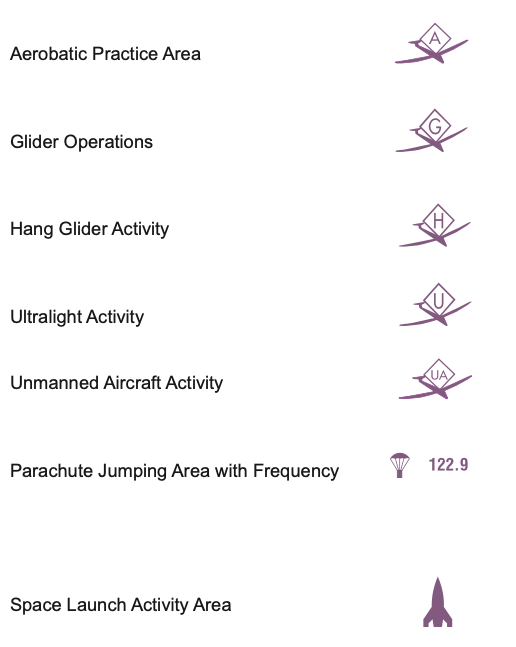 Aerobatic Practice Area A
Glider Operations G
Hang Glider Activity H
Ultralight Activity U
Unmanned Aircraft Activity UA
Parachute Jumping Area with Frequency 122.9
Space Launch Activity Area